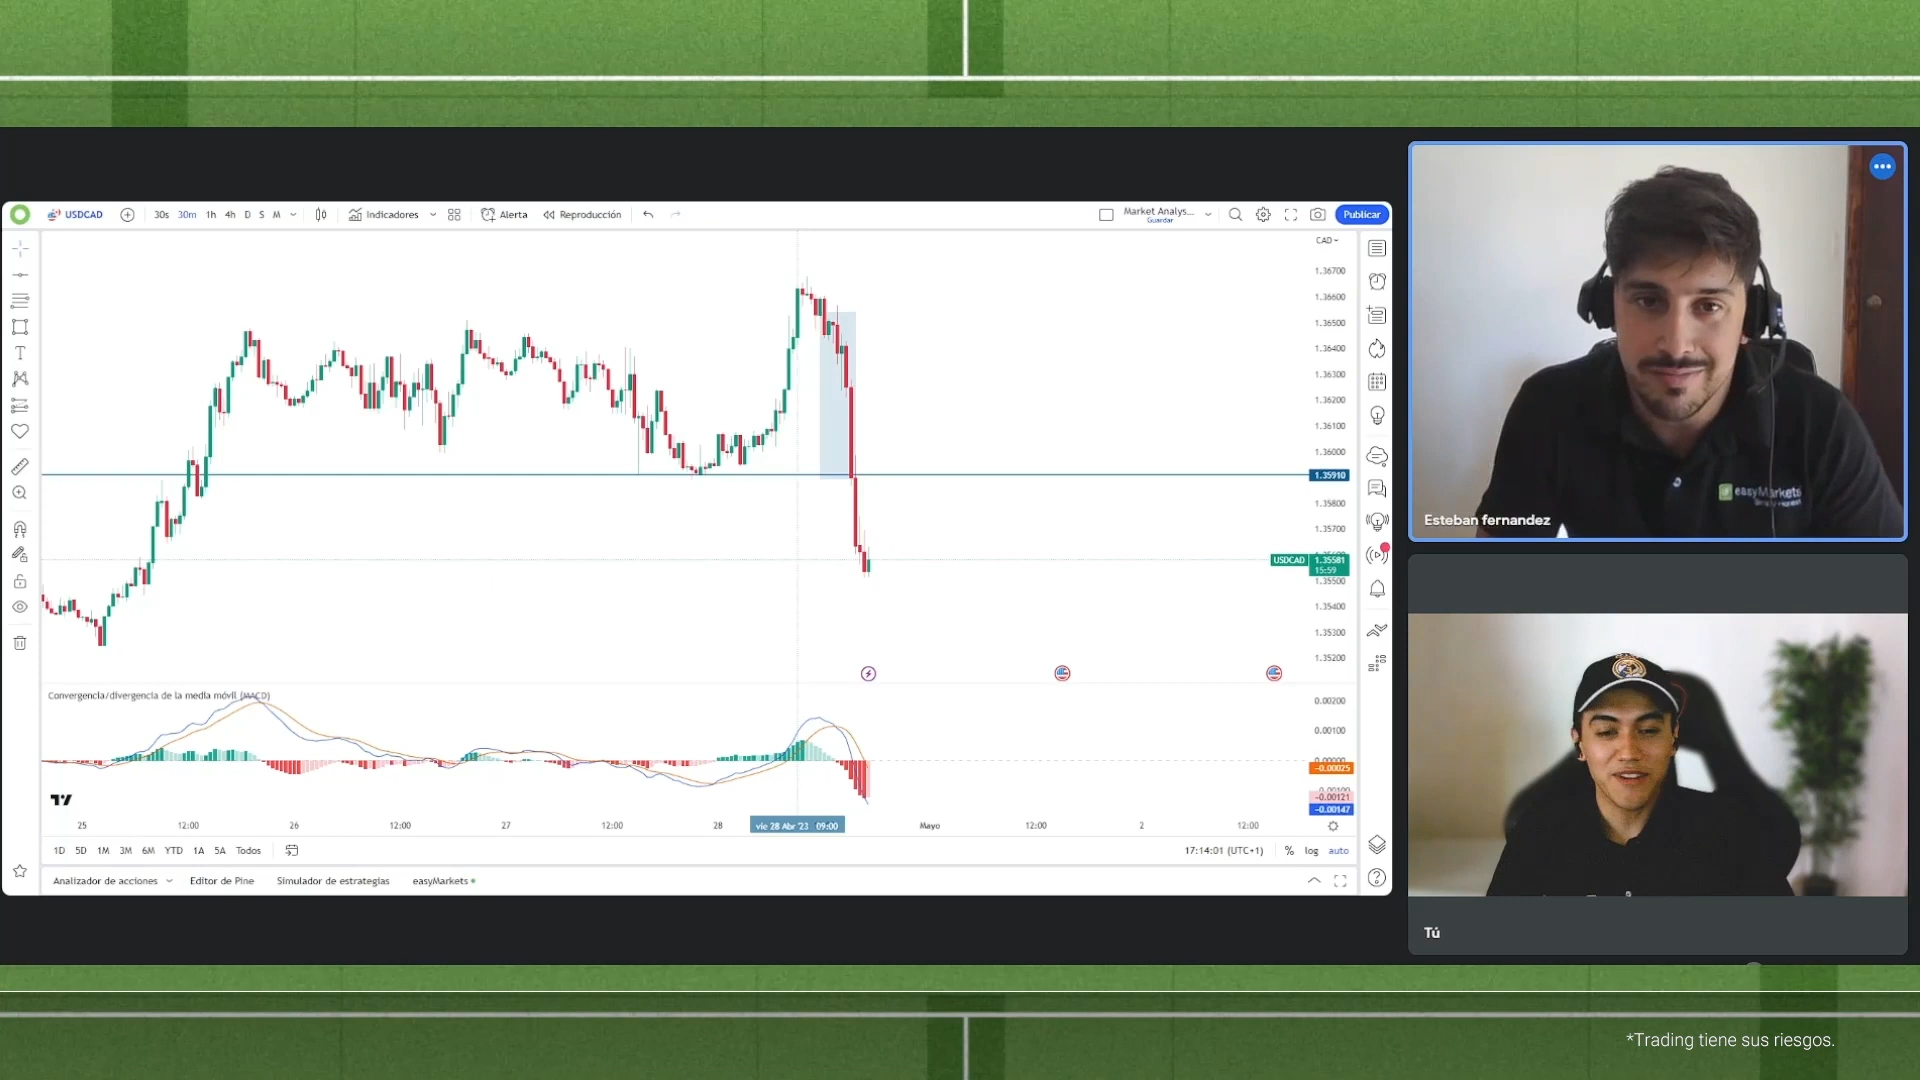 USDCAD
30s 30m 1h 4h D S M
Indicadores
Alerta
Reproducción
Market Analys...
Guardar
Publicar
CAD
1.36700
1.36600
1.36500
1.36400
1.36300
1.36200
1.36100
1.36000
1.35910
1.35800
1.35700
USDCAD 1.35581
15:59
1.35500
1.35400
1.35300
1.35200
Convergencia/divergencia de la media móvil (MACD)
0.00200
0.00100
0.00000
-0.00025
-0.00121
-0.00147
25 12:00 26 12:00 27 12:00 28 vie 28 Abr '23 09:00 Mayo 12:00 2 12:00
1D 5D 1M 3M 6M YTD 1A 5A Todos
17:14:01 (UTC+1) % log auto
Analizador de acciones Editor de Pine Simulador de estrategias easyMarkets
easyMarkets
Esteban fernandez
Tú
*Trading tiene sus riesgos.